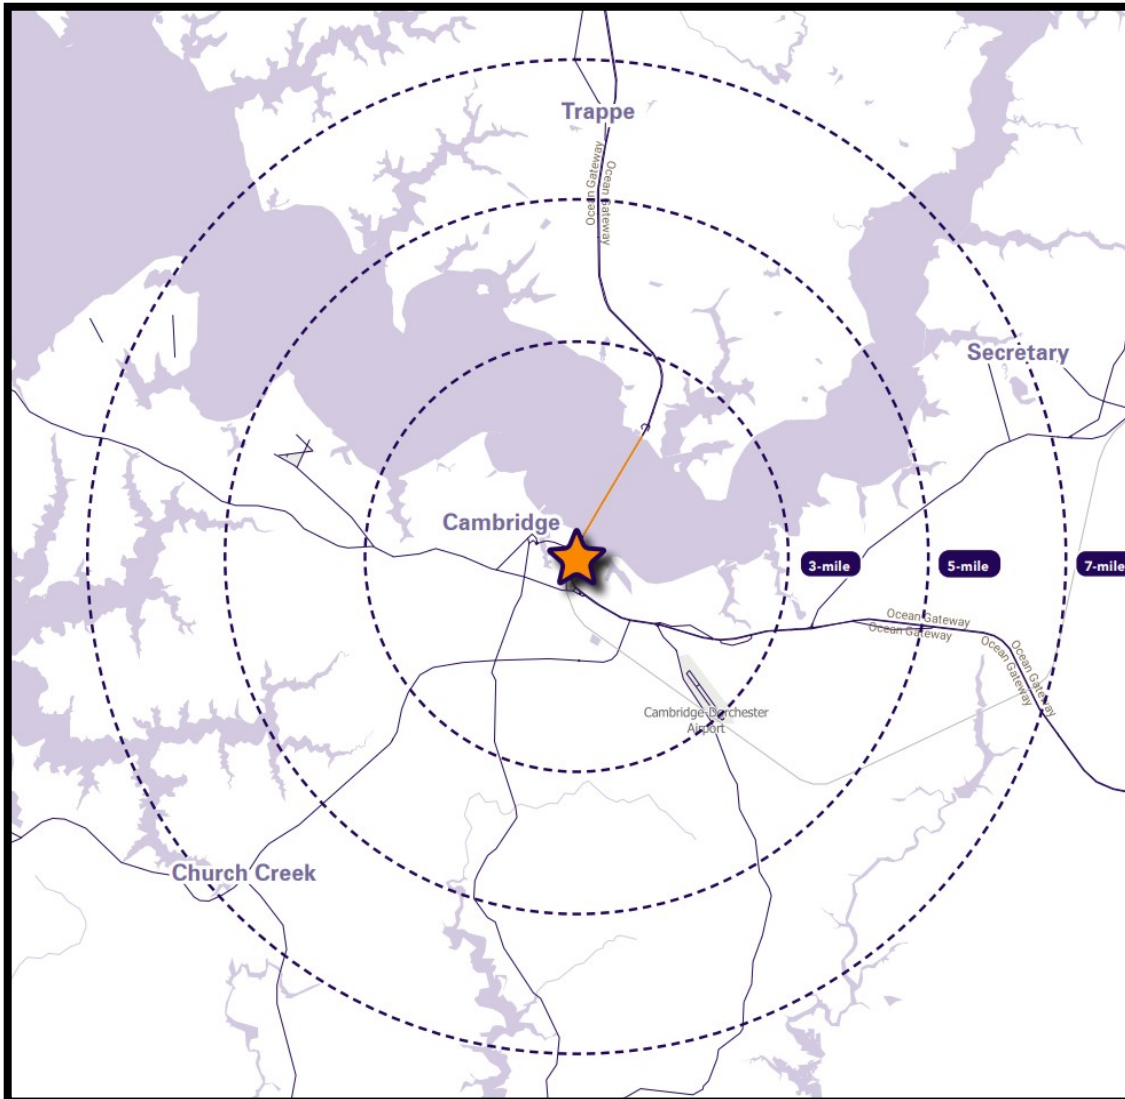 Trappe
Ocean Gateway
Ocean Gateway
Secretary
Cambridge
3-mile
5-mile
7-mile
Ocean Gateway
Ocean Gateway
Ocean Gateway
Ocean Gateway
Cambridge-Dorchester
Airport
Church Creek